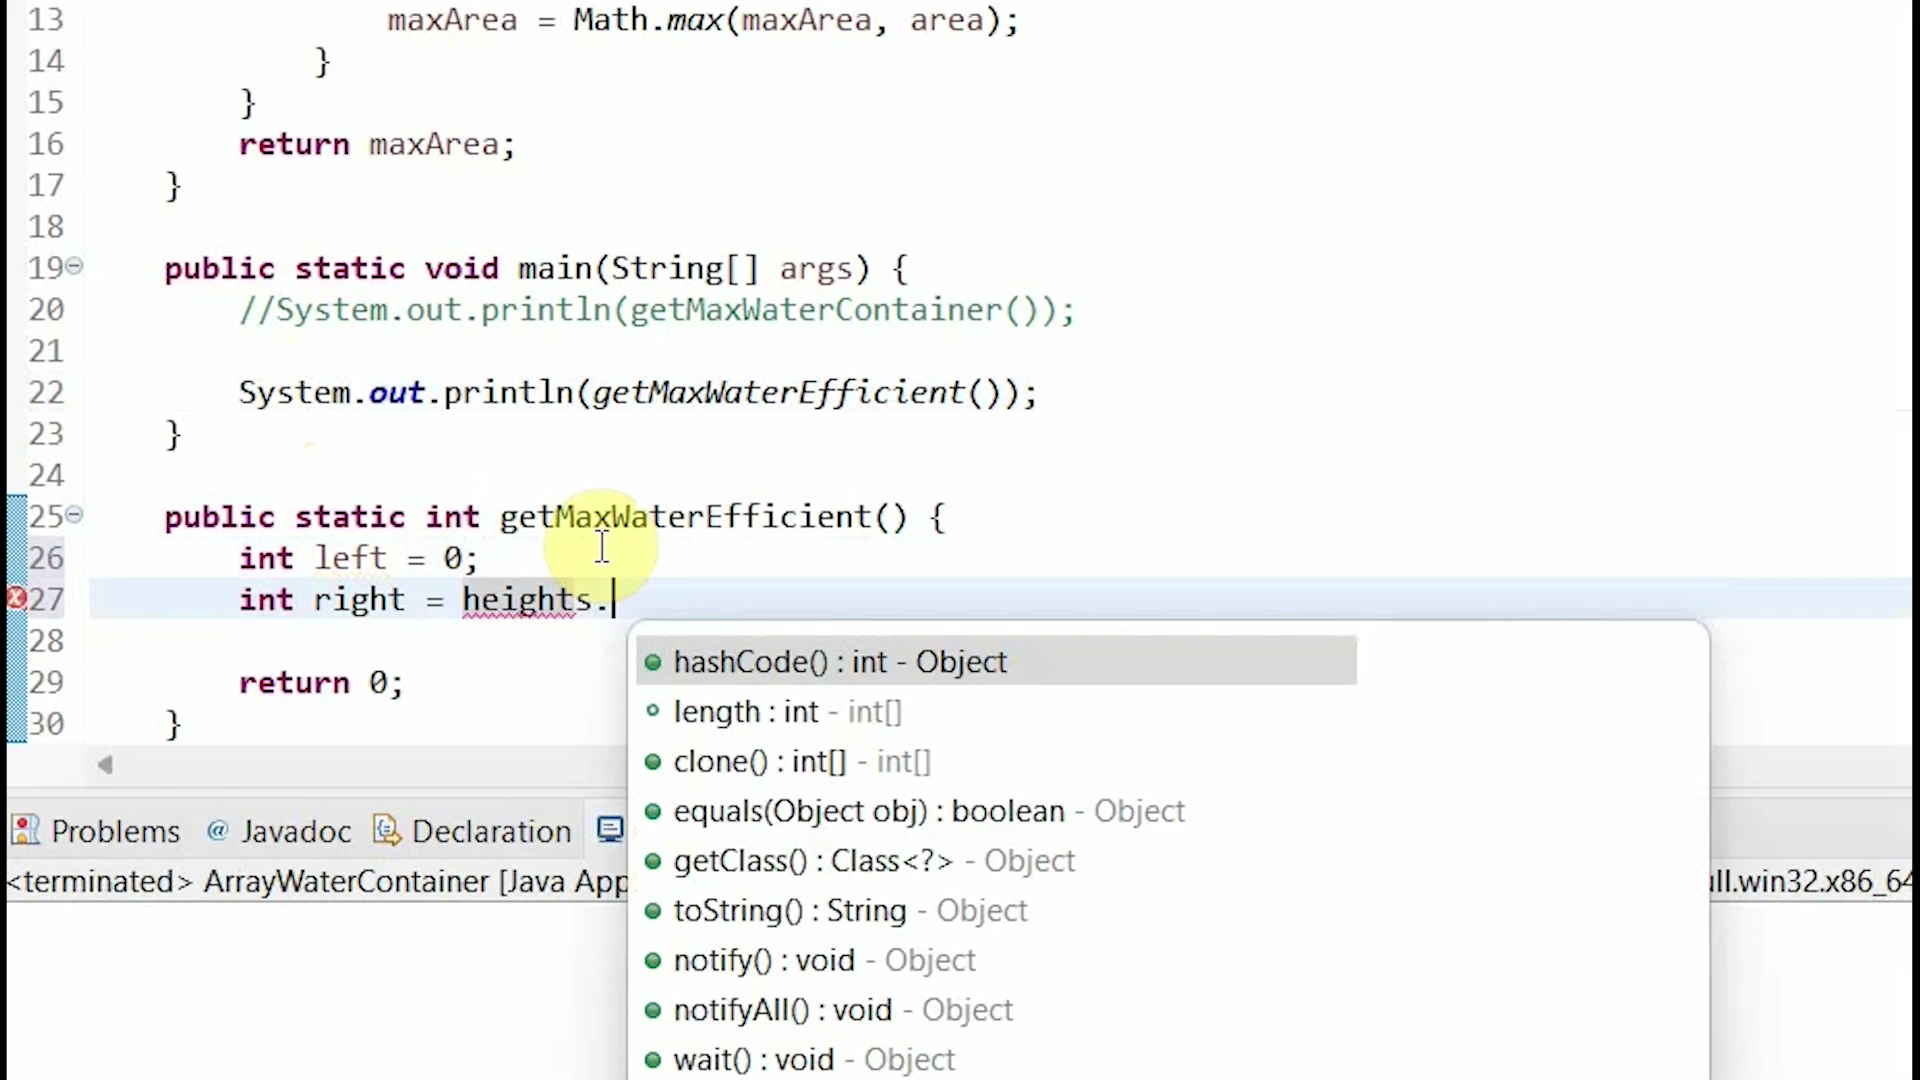 13 maxArea = Math.max(maxArea, area);
14 }
15 }
16 return maxArea;
17 }
18
19 public static void main(String[] args) {
20 //System.out.println(getMaxWaterContainer());
21
22 System.out.println(getMaxWaterEfficient());
23 }
24
25 public static int getMaxWaterEfficient() {
26 int left = 0;
27 int right = heights.
28
29 return 0;
30 }
hashCode() : int - Object
length : int - int[]
clone() : int[] - int[]
equals(Object obj) : boolean - Object
getClass() : Class<?> - Object
toString() : String - Object
notify() : void - Object
notifyAll() : void - Object
wait() : void - Object
Problems @ Javadoc Declaration
<terminated> ArrayWaterContainer [Java App ull.win32.x86_64